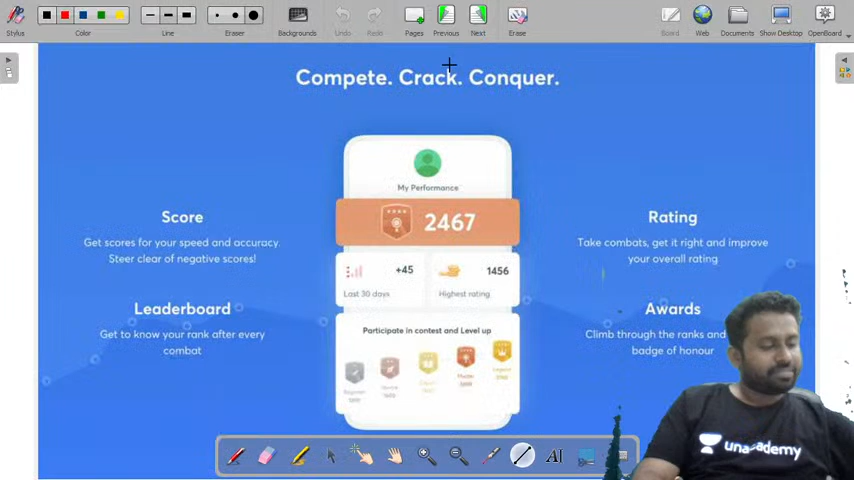 Stylus
Color
Line
Eraser
Backgrounds
Undo
Redo
Pages
Previous
Next
Erase
Board
Web
Documents
Show Desktop
OpenBoard
Compete. Crack. Conquer.
My Performance
2467
+45
Last 30 days
1456
Highest rating
Participate in contest and Level up
Score
Get scores for your speed and accuracy.
Steer clear of negative scores!
Leaderboard
Get to know your rank after every
combat
Rating
Take combats, get it right and improve
your overall rating
Awards
Climb through the ranks and
badge of honour
unacademy